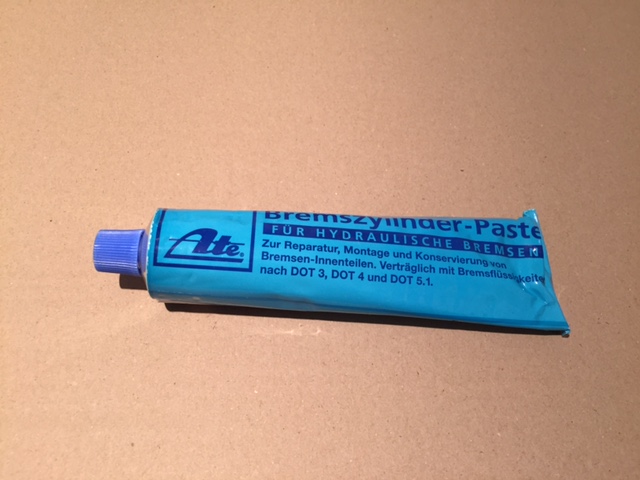 Ate®
Bremszylinder-Paste
FÜR HYDRAULISCHE BREMSEN
Zur Reparatur, Montage und Konservierung von
Bremsen-Innenteilen. Verträglich mit Bremsflüssigkeite
nach DOT 3, DOT 4 und DOT 5.1.